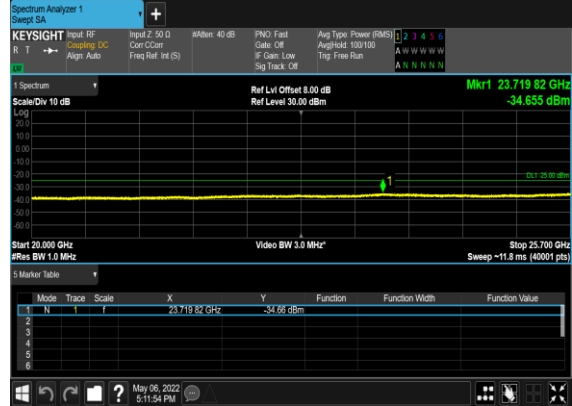 Spectrum Analyzer 1
Swept SA
KEYSIGHT Input: RF Input Z: 50 Ω #Atten: 40 dB PNO: Fast Avg Type: Power (RMS) 1 2 3 4 5 6
R T Coupling: DC Corr CCorr Gate: Off Avg|Hold: 100/100 A W W W W W
Align: Auto Freq Ref: Int (S) IF Gain: Low Trig: Free Run
Sig Track: Off A N N N N N
1 Spectrum
Ref Lvl Offset 8.00 dB Mkr1 23.719 82 GHz
Scale/Div 10 dB Ref Level 30.00 dBm -34.655 dBm
Log
20.0
10.0
0.00
-10.0
-20.0
DL1 -25.00 dBm
1
-30.0
-40.0
-50.0
-60.0
Start 20.000 GHz Video BW 3.0 MHz* Stop 25.700 GHz
#Res BW 1.0 MHz Sweep ~11.8 ms (40001 pts)
5 Marker Table
Mode Trace Scale X Y Function Function Width Function Value
1 N 1 f 23.719 82 GHz -34.66 dBm
2
3
4
5
6
? May 06, 2022
5:11:54 PM